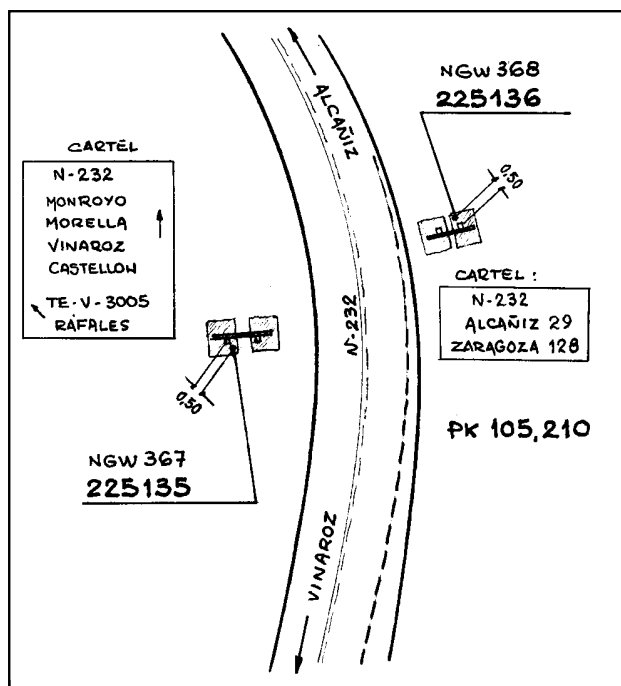 CARTEL
N-232
MONROYO
MORELLA
VINAROZ
CASTELLON
TE-V-3005
RÁFALES
ALCAÑIZ
NGW 368
225136
0,50
CARTEL :
N-232
ALCAÑIZ 29
ZARAGOZA 128
N-232
PK 105,210
0,50
NGW 367
225135
VINAROZ